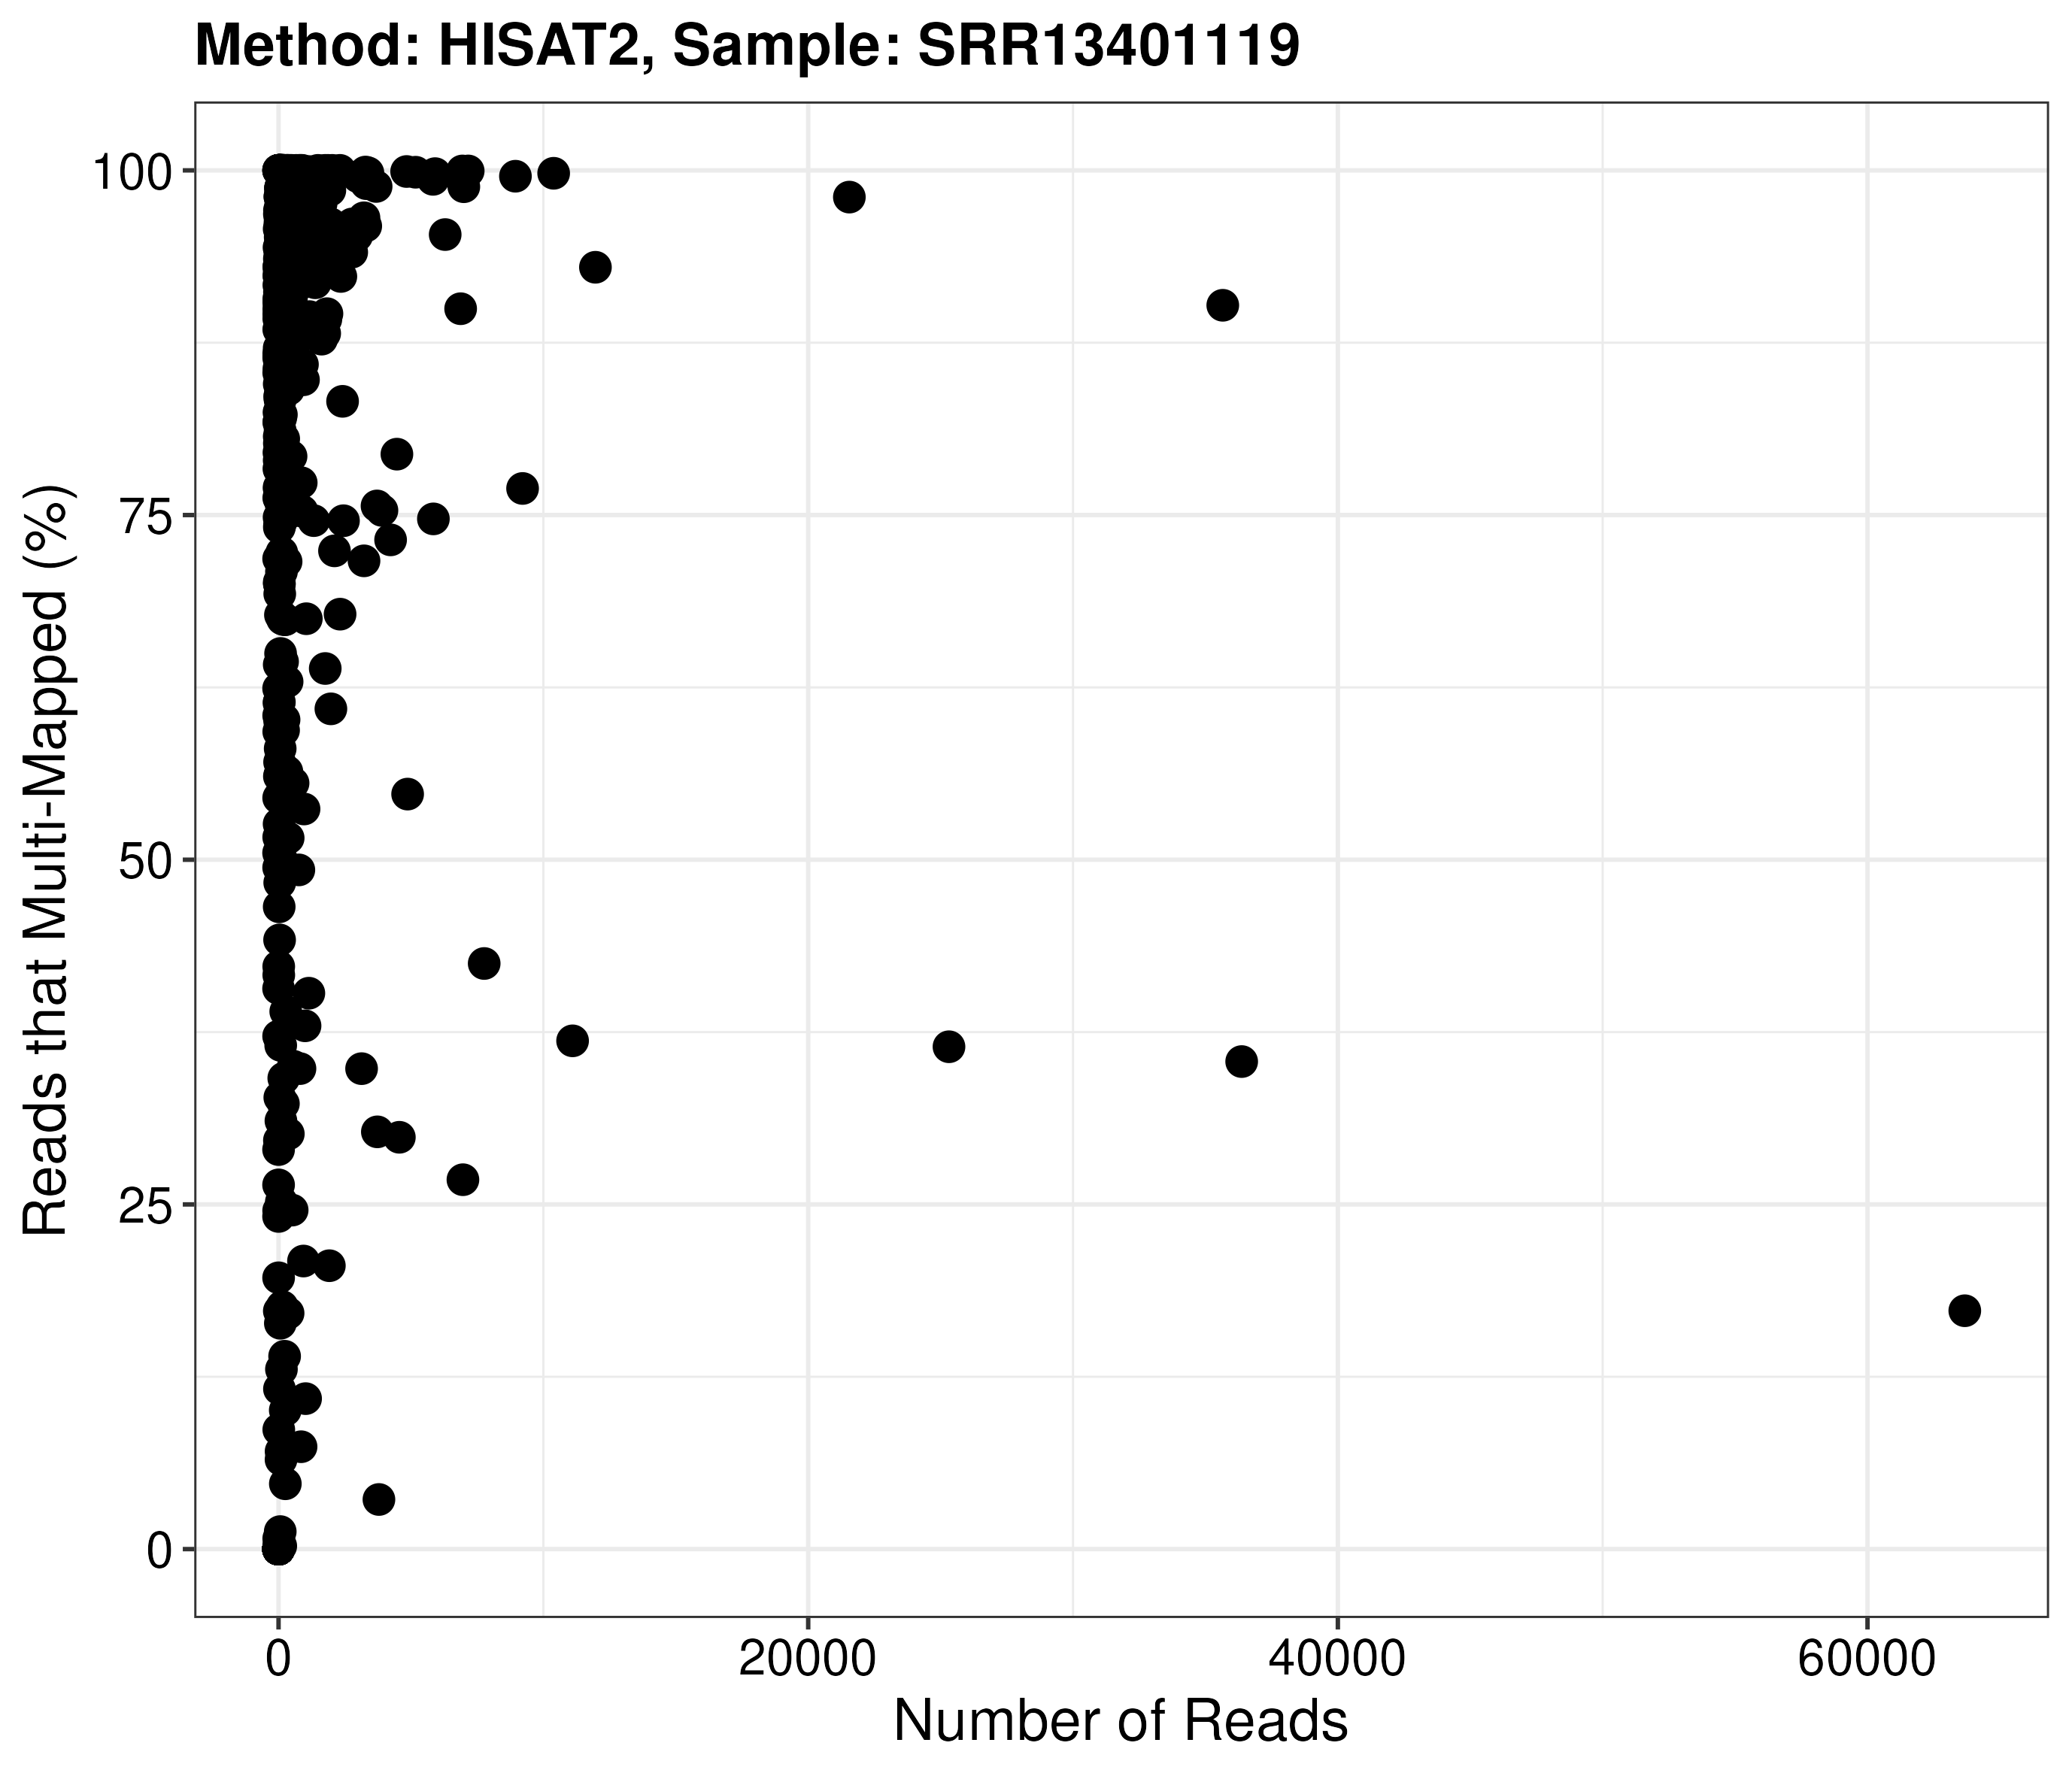 Method: HISAT2, Sample: SRR13401119
Reads that Multi-Mapped (%)
100
75
50
25
0
0 20000 40000 60000
Number of Reads